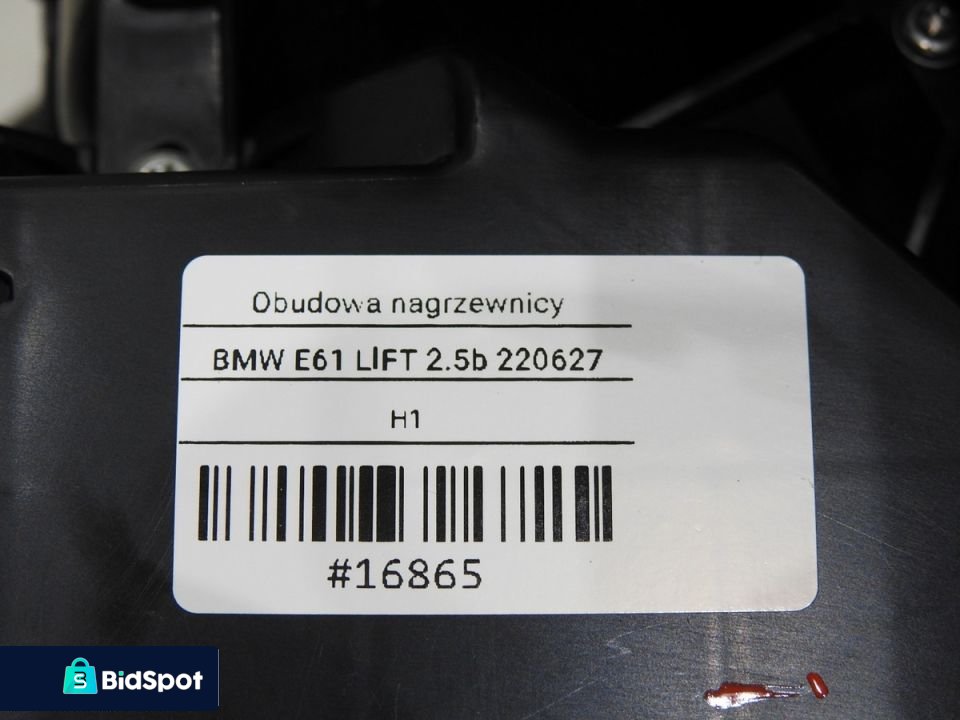 Obudowa nagrzewnicy
BMW E61 LIFT 2.5b 220627
H1
#16865
BidSpot